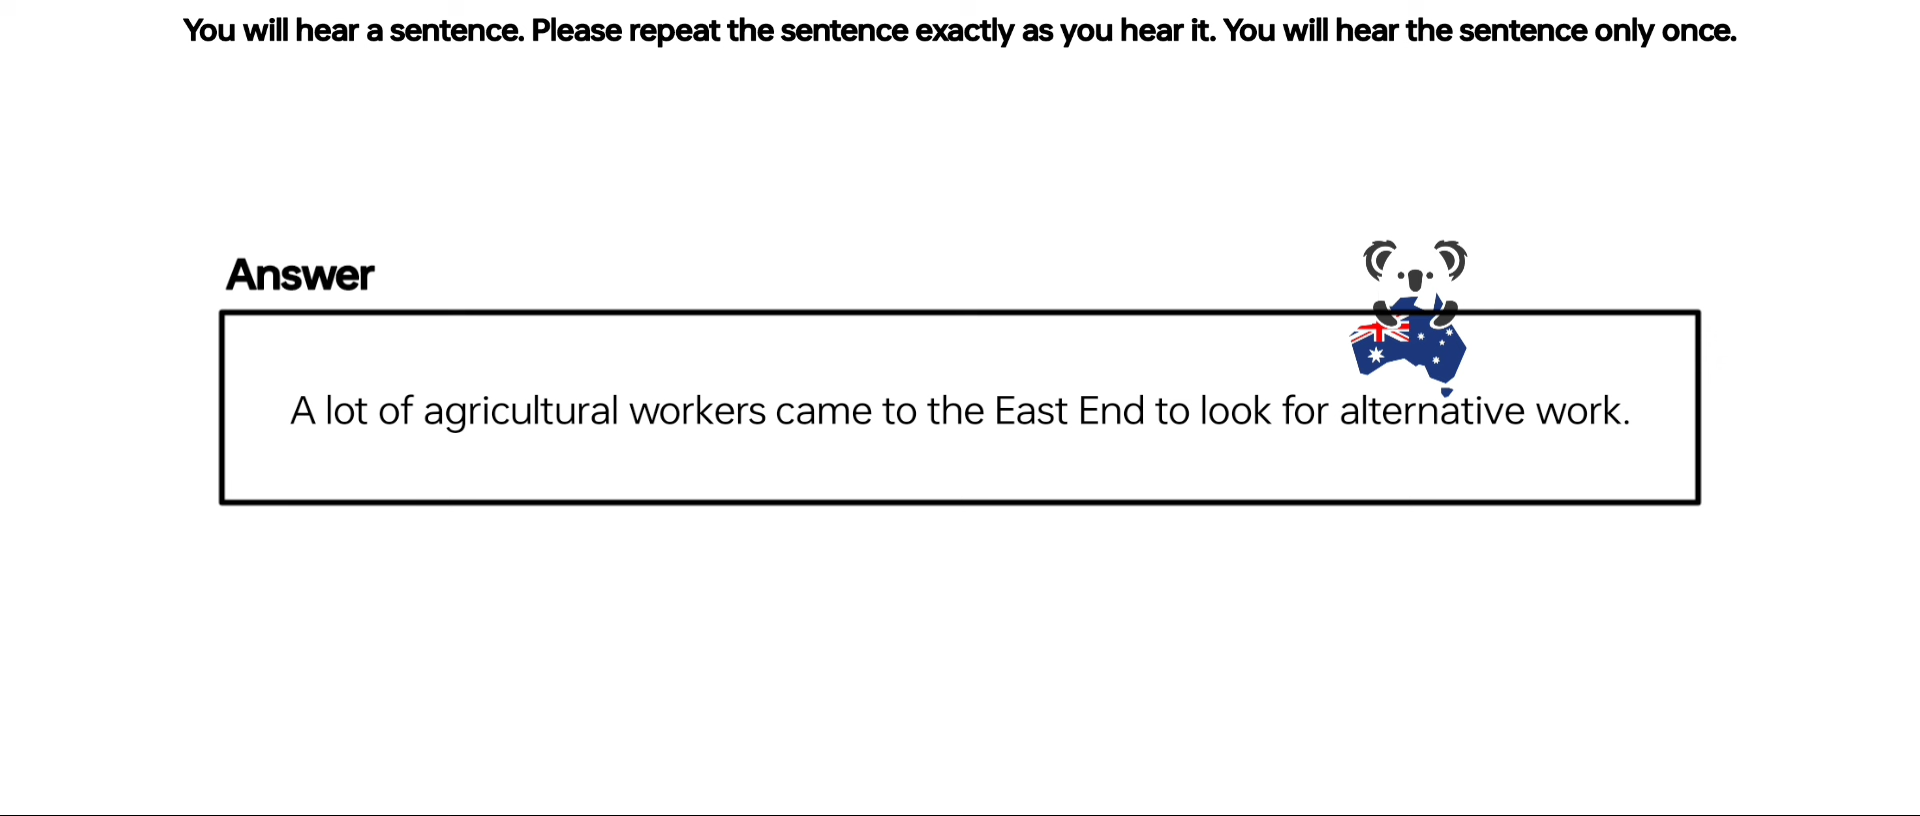 You will hear a sentence. Please repeat the sentence exactly as you hear it. You will hear the sentence only once.
Answer
A lot of agricultural workers came to the East End to look for alternative work.